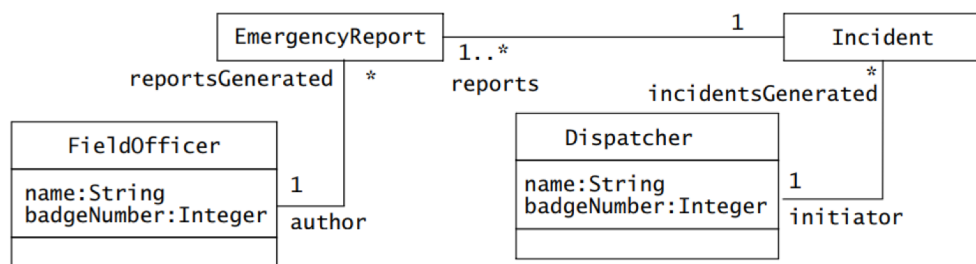 EmergencyReport
1
Incident
1..*
reportsGenerated
*
reports
*
incidentsGenerated
FieldOfficer
name:String
badgeNumber:Integer
1
author
Dispatcher
name:String
badgeNumber:Integer
1
initiator